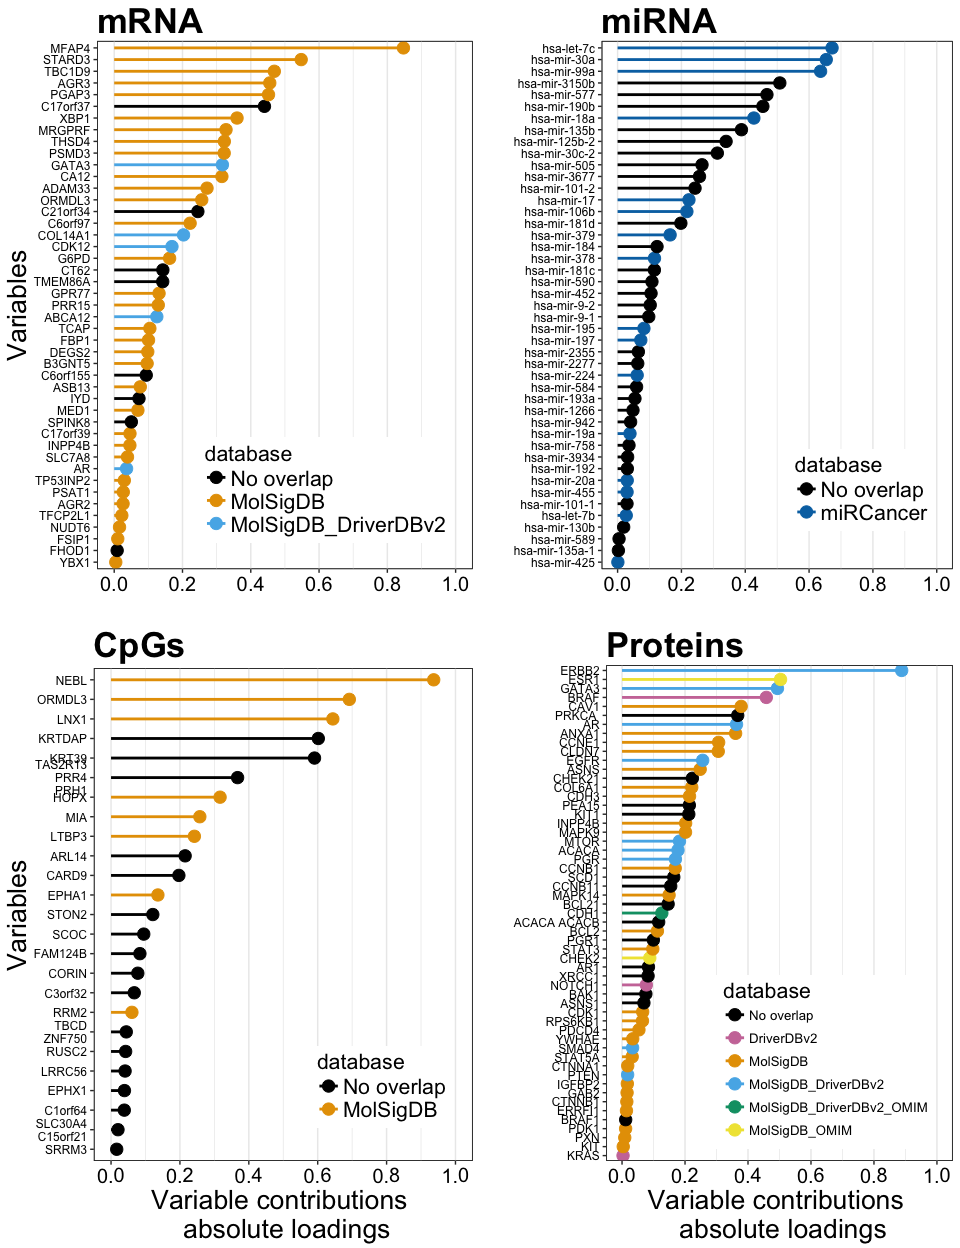 mRNA
MFAP4
STARD3
TBC1D9
AGR3
PGAP3
C17orf37
XBP1
MRGPRF
THSD4
PSMD3
GATA3
CA12
ADAM33
ORMDL3
C21orf34
C6orf97
COL14A1
CDK12
G6PD
CT62
TMEM86A
GPR77
PRR15
ABCA12
TCAP
FBP1
DEGS2
B3GNT5
C6orf155
ASB13
IYD
MED1
SPINK8
C17orf39
INPP4B
SLC7A8
AR
TP53INP2
PSAT1
AGR2
TFCP2L1
NUDT6
FSIP1
FHOD1
YBX1
Variables
0.0 0.2 0.4 0.6 0.8 1.0
database
No overlap
MolSigDB
MolSigDB_DriverDBv2
miRNA
hsa-let-7c
hsa-mir-30a
hsa-mir-99a
hsa-mir-3150b
hsa-mir-577
hsa-mir-190b
hsa-mir-18a
hsa-mir-135b
hsa-mir-125b-2
hsa-mir-30c-2
hsa-mir-505
hsa-mir-3677
hsa-mir-101-2
hsa-mir-17
hsa-mir-106b
hsa-mir-181d
hsa-mir-379
hsa-mir-184
hsa-mir-378
hsa-mir-181c
hsa-mir-590
hsa-mir-452
hsa-mir-9-2
hsa-mir-9-1
hsa-mir-195
hsa-mir-197
hsa-mir-2355
hsa-mir-2277
hsa-mir-224
hsa-mir-584
hsa-mir-193a
hsa-mir-1266
hsa-mir-942
hsa-mir-19a
hsa-mir-758
hsa-mir-3934
hsa-mir-192
hsa-mir-20a
hsa-mir-455
hsa-mir-101-1
hsa-let-7b
hsa-mir-130b
hsa-mir-589
hsa-mir-135a-1
hsa-mir-425
0.0 0.2 0.4 0.6 0.8 1.0
database
No overlap
miRCancer
CpGs
NEBL
ORMDL3
LNX1
KRTDAP
KRT39
TAS2R13
PRR4
PRH1
HOPX
MIA
LTBP3
ARL14
CARD9
EPHA1
STON2
SCOC
FAM124B
CORIN
C3orf32
RRM2
TBCD
ZNF750
RUSC2
LRRC56
EPHX1
C1orf64
SLC30A4
C15orf21
SRRM3
Variables
0.0 0.2 0.4 0.6 0.8 1.0
Variable contributions
absolute loadings
database
No overlap
MolSigDB
Proteins
ERBB2
ESR1
GATA3
BRAF
CAV1
PRKCA
AR
ANXA1
CCNE1
CLDN7
EGFR
ASNS
CHEK21
COL6A1
CDH3
PEA15
KIT1
INPP4B
MAPK9
MTOR
ACACA
PGR
CCNB1
SCD1
CCNB11
MAPK14
BCL21
CDH1
ACACA ACACB
BCL2
PGR1
STAT3
CHEK2
AR1
XRCC1
NOTCH1
BAK1
ASNS1
CDK1
RPS6KB1
PDCD4
YWHAE
SMAD4
STAT5A
CTNNA1
PTEN
IGFBP2
GAB2
CTNNB1
ERRFI1
BRAF1
PDK1
PXN
KIT
KRAS
0.0 0.2 0.4 0.6 0.8 1.0
Variable contributions
absolute loadings
database
No overlap
DriverDBv2
MolSigDB
MolSigDB_DriverDBv2
MolSigDB_DriverDBv2_OMIM
MolSigDB_OMIM